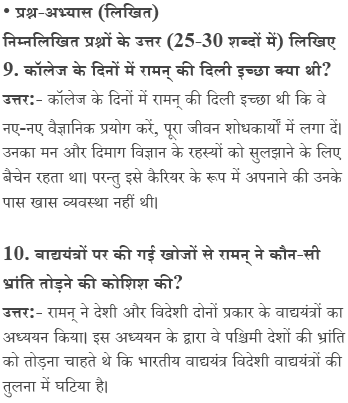 • प्रश्न-अभ्यास (लिखित)
निम्नलिखित प्रश्नों के उत्तर (25-30 शब्दों में) लिखिए
9. कॉलेज के दिनों में रामन् की दिली इच्छा क्या थी?
उत्तर:- कॉलेज के दिनों में रामन् की दिली इच्छा थी कि वे
नए-नए वैज्ञानिक प्रयोग करें, पूरा जीवन शोधकार्यों में लगा दें।
उनका मन और दिमाग विज्ञान के रहस्यों को सुलझाने के लिए
बैचेन रहता था। परन्तु इसे कैरियर के रूप में अपनाने की उनके
पास खास व्यवस्था नहीं थी।
10. वाद्ययंत्रों पर की गई खोजों से रामन् ने कौन-सी
भ्रांति तोड़ने की कोशिश की?
उत्तर:- रामन् ने देशी और विदेशी दोनों प्रकार के वाद्ययंत्रों का
अध्ययन किया। इस अध्ययन के द्वारा वे पश्चिमी देशों की भ्रांति
को तोड़ना चाहते थे कि भारतीय वाद्ययंत्र विदेशी वाद्ययंत्रों की
तुलना में घटिया है।